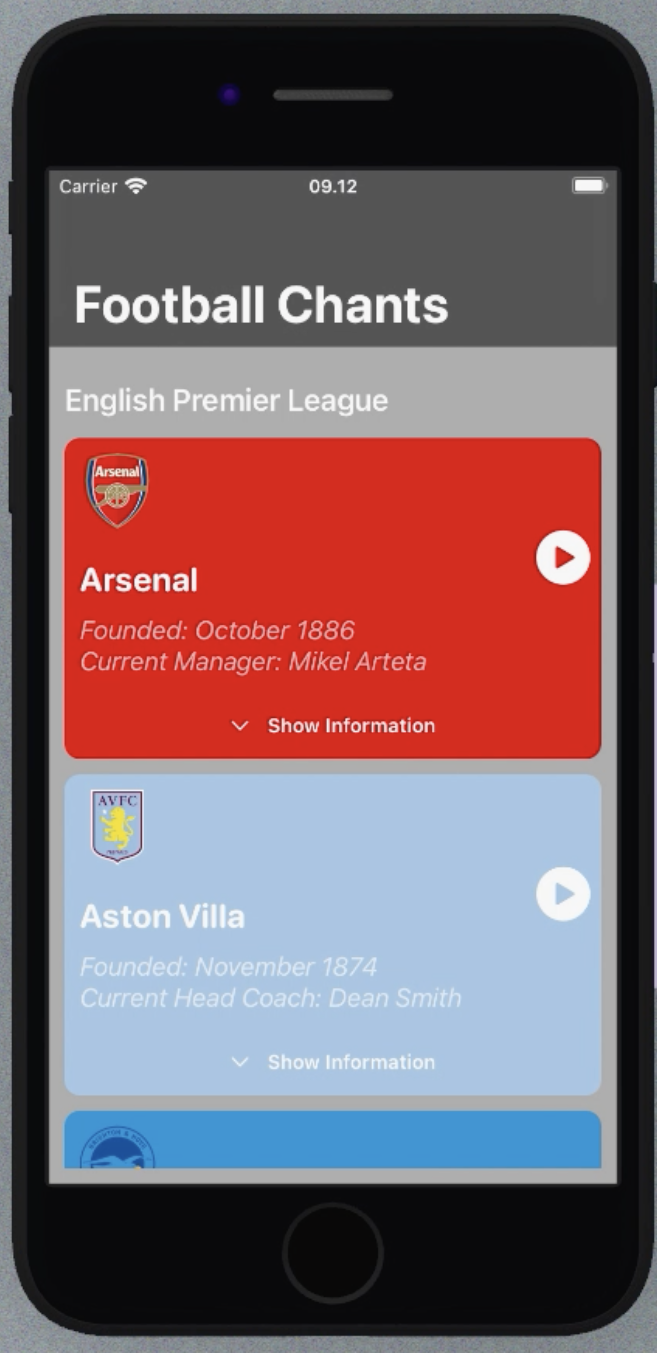 Carrier
09.12
Football Chants
English Premier League
Arsenal
Arsenal
Founded: October 1886
Current Manager: Mikel Arteta
Show Information
AVFC
Aston Villa
Founded: November 1874
Current Head Coach: Dean Smith
Show Information